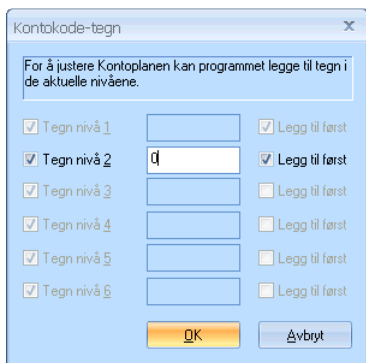 Kontokode-tegn
For å justere Kontoplanen kan programmet legge til tegn i
de aktuelle nivåene.
Tegn nivå 1 Legg til først
Tegn nivå 2 0 Legg til først
Tegn nivå 3 Legg til først
Tegn nivå 4 Legg til først
Tegn nivå 5 Legg til først
Tegn nivå 6 Legg til først
OK Avbryt